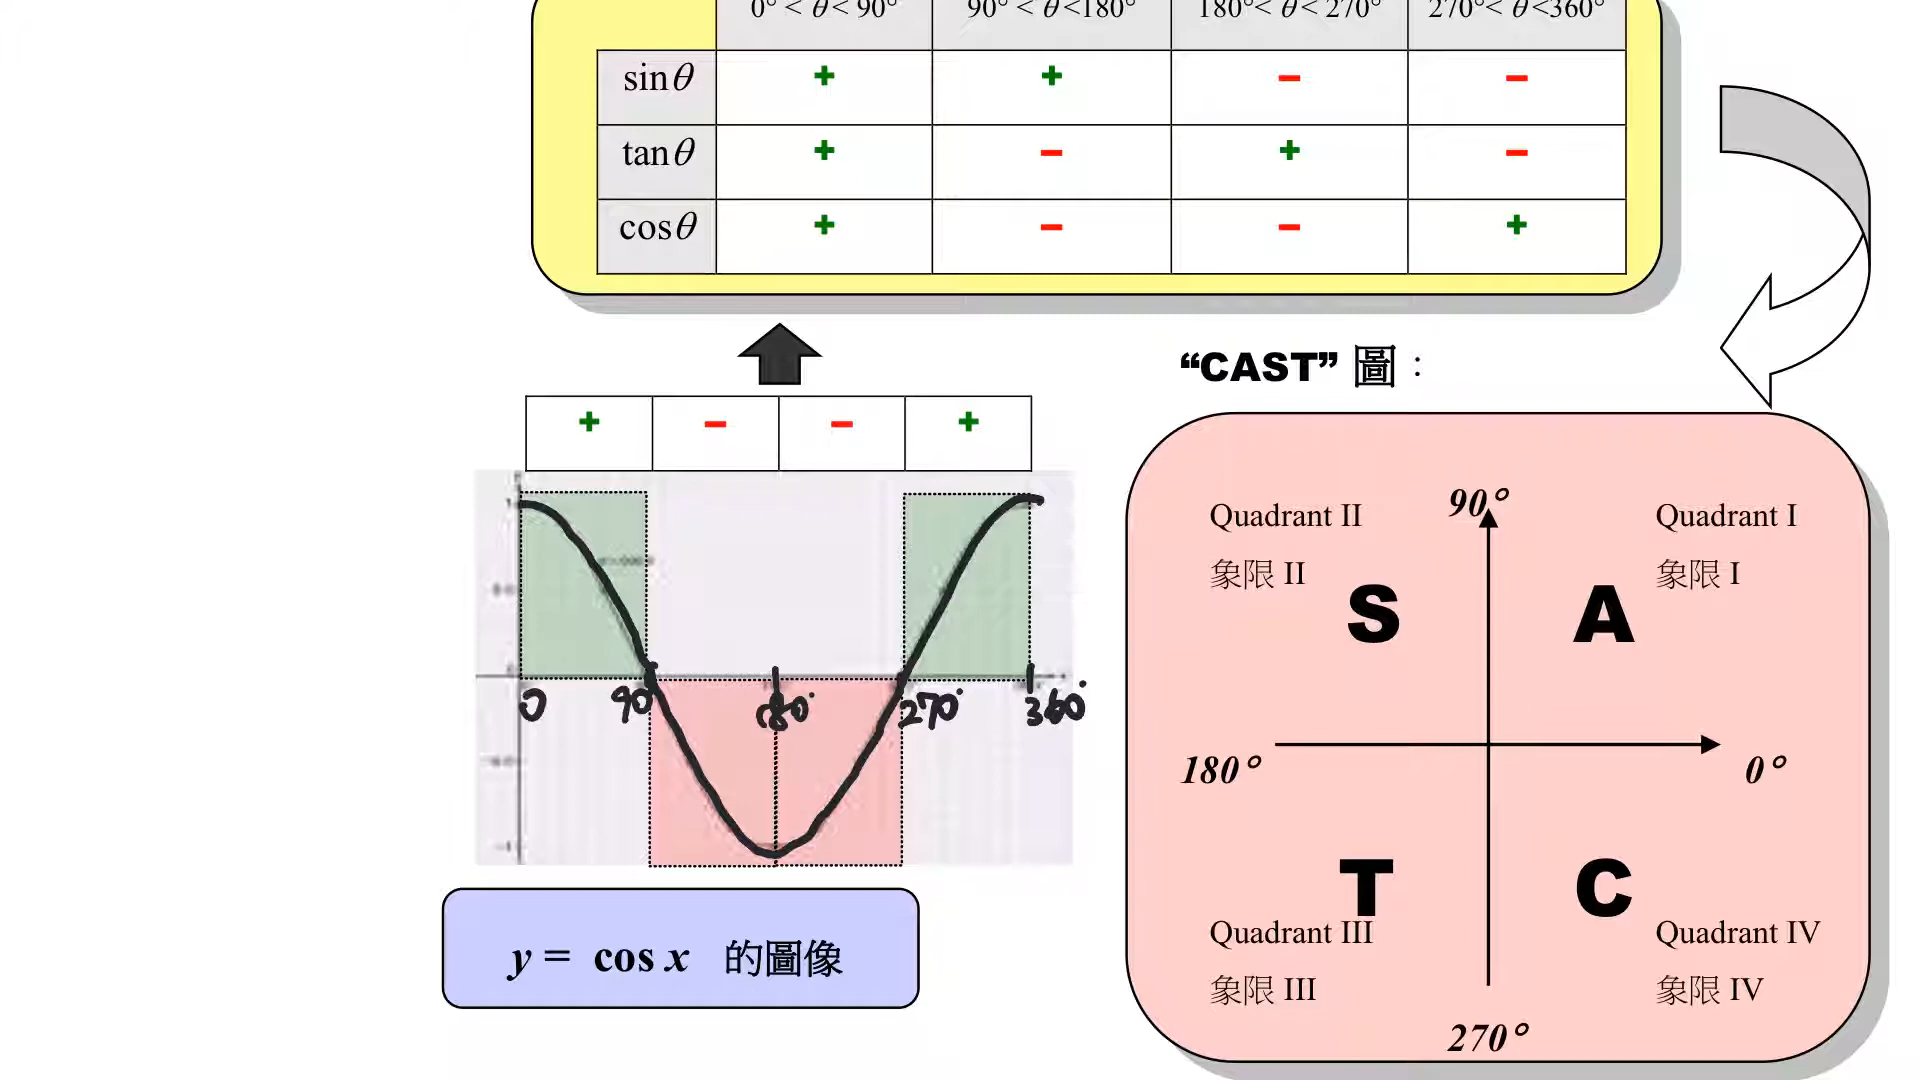 0° < θ < 90° 90° < θ <180° 180°< θ < 270° 270°< θ <360°
sinθ + + − −
tanθ + − + −
cosθ + − − +
“CAST” 圖：
+ − − +
1
0 90 180° 270° 360°
-1
y = cos x 的圖像
90°
Quadrant II Quadrant I
象限 II 象限 I
S A
180° 0°
T C
Quadrant III Quadrant IV
象限 III 象限 IV
270°